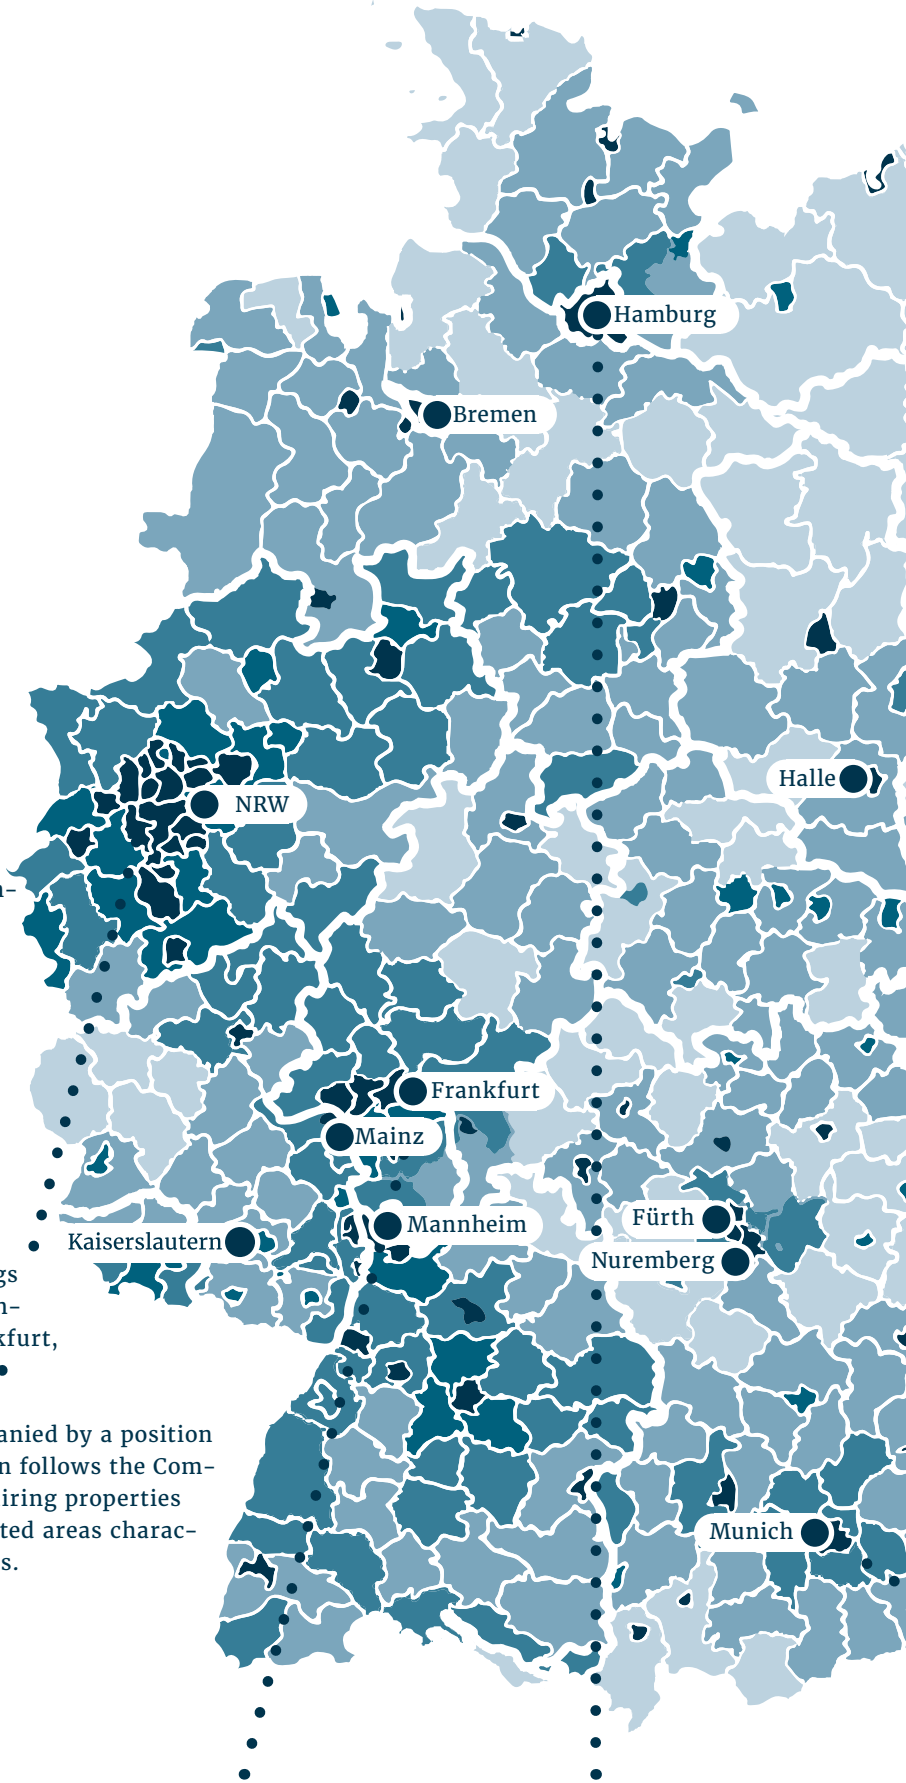 Hamburg
Bremen
Halle
NRW
n-
Frankfurt
Mainz
Fürth
Mannheim
Kaiserslautern
Nuremberg
gs
n-
kfurt,
anied by a position
n follows the Com-
iring properties
ted areas charac-
s.
Munich